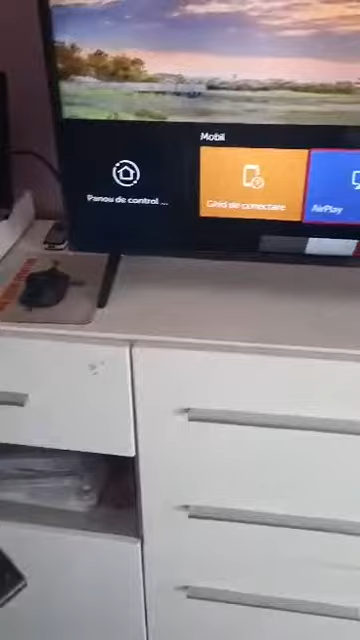 Mobil
Panou de control ...
Ghid de conectare
AirPlay